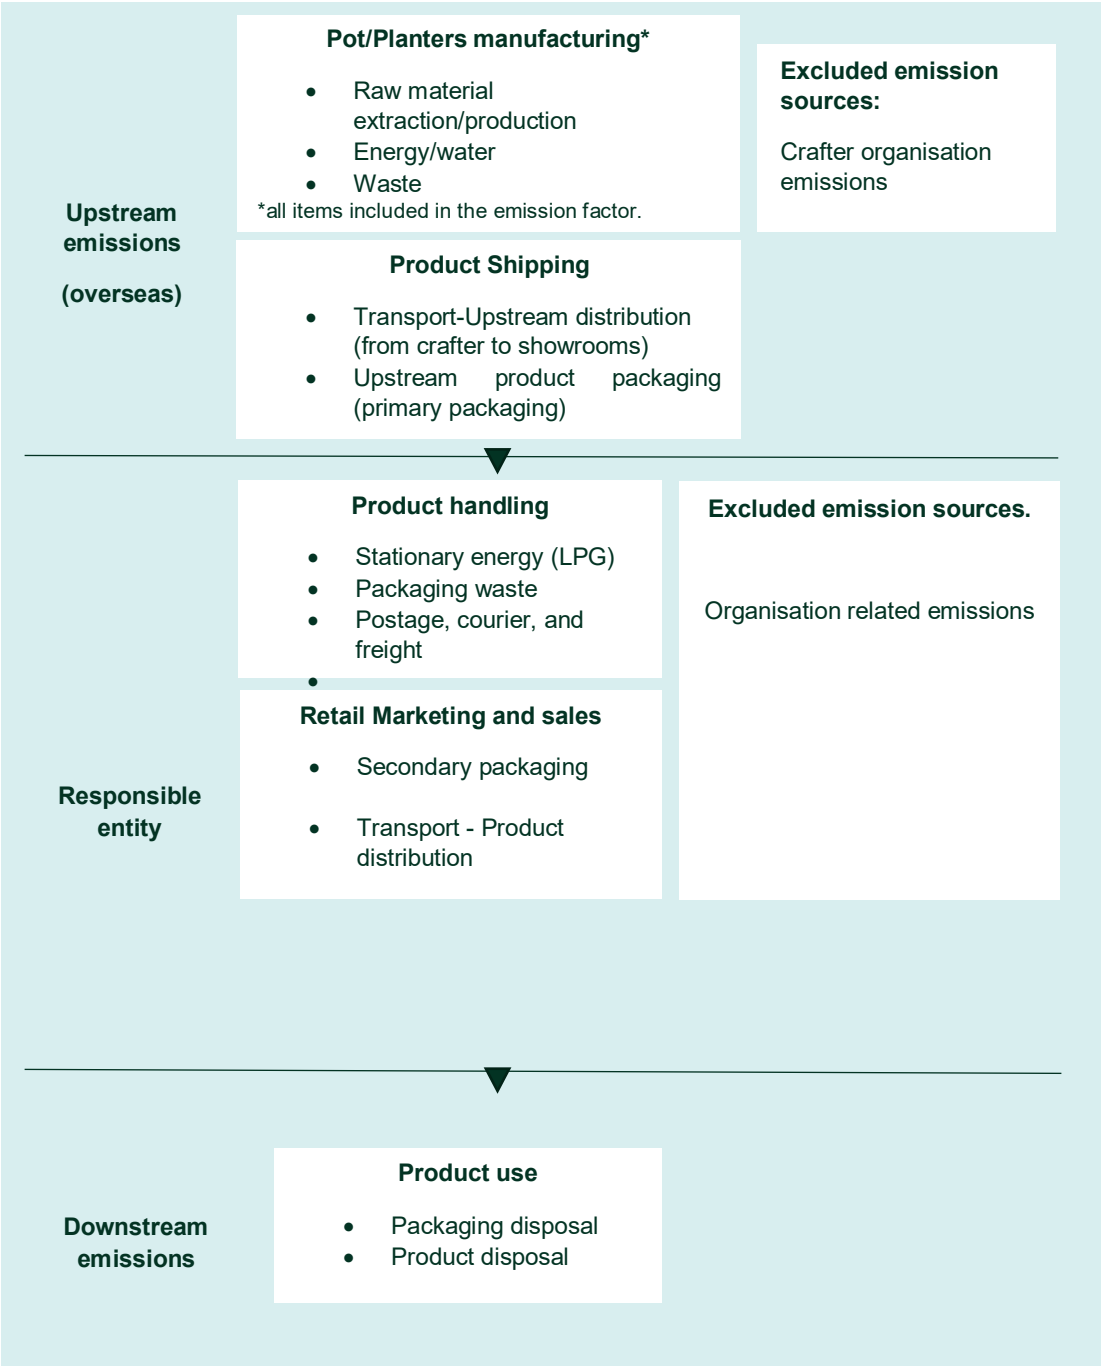 Pot/Planters manufacturing*
• Raw material
extraction/production
• Energy/water
• Waste
*all items included in the emission factor.
Excluded emission
sources:
Crafter organisation
emissions
Upstream
emissions
(overseas)
Product Shipping
• Transport-Upstream distribution
(from crafter to showrooms)
• Upstream product packaging
(primary packaging)
Product handling
• Stationary energy (LPG)
• Packaging waste
• Postage, courier, and
freight
•
Excluded emission sources.
Organisation related emissions
Responsible
entity
Retail Marketing and sales
• Secondary packaging
• Transport - Product
distribution
Downstream
emissions
Product use
• Packaging disposal
• Product disposal